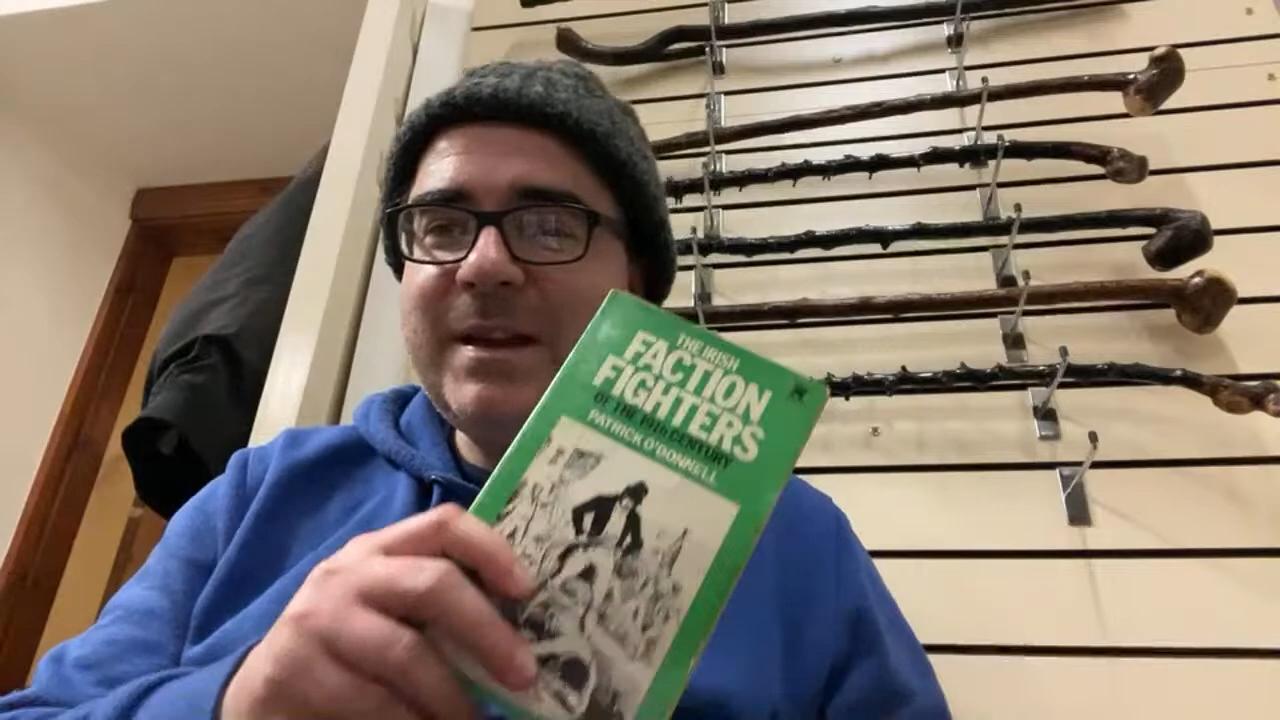 THE IRISH
FACTION
FIGHTERS
OF THE 19th CENTURY
PATRICK O'DONNELL